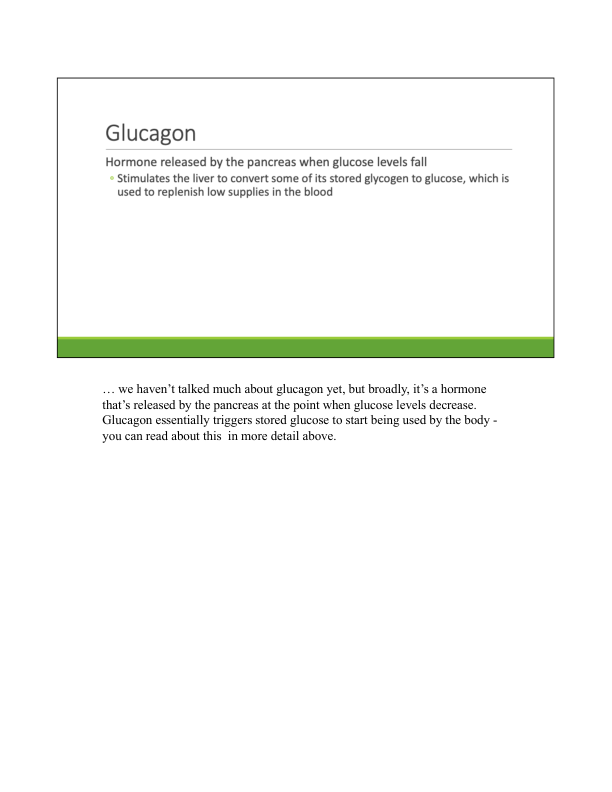 Glucagon
Hormone released by the pancreas when glucose levels fall
▪ Stimulates the liver to convert some of its stored glycogen to glucose, which is
used to replenish low supplies in the blood
… we haven’t talked much about glucagon yet, but broadly, it’s a hormone
that’s released by the pancreas at the point when glucose levels decrease.
Glucagon essentially triggers stored glucose to start being used by the body -
you can read about this  in more detail above.